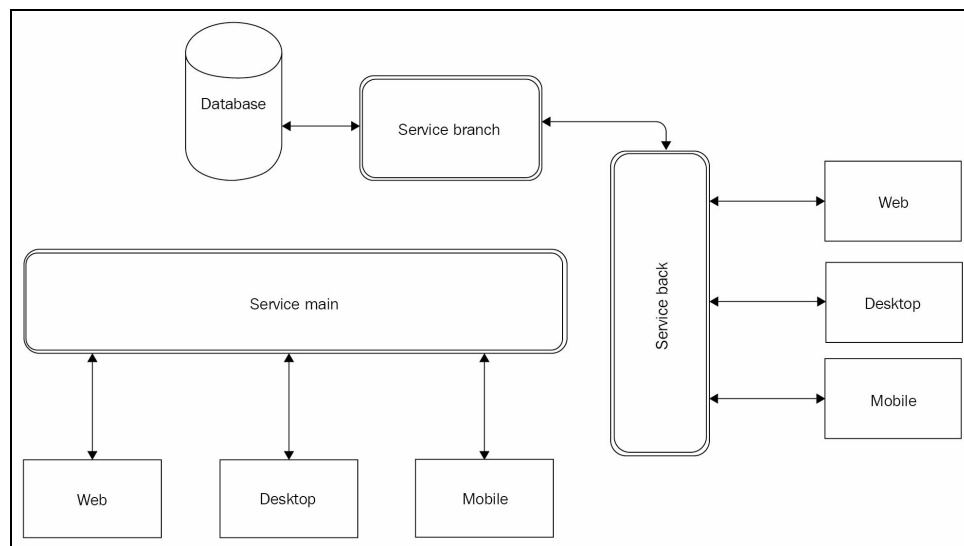 Database
Service branch
Service back
Web
Service main
Desktop
Mobile
Web
Desktop
Mobile